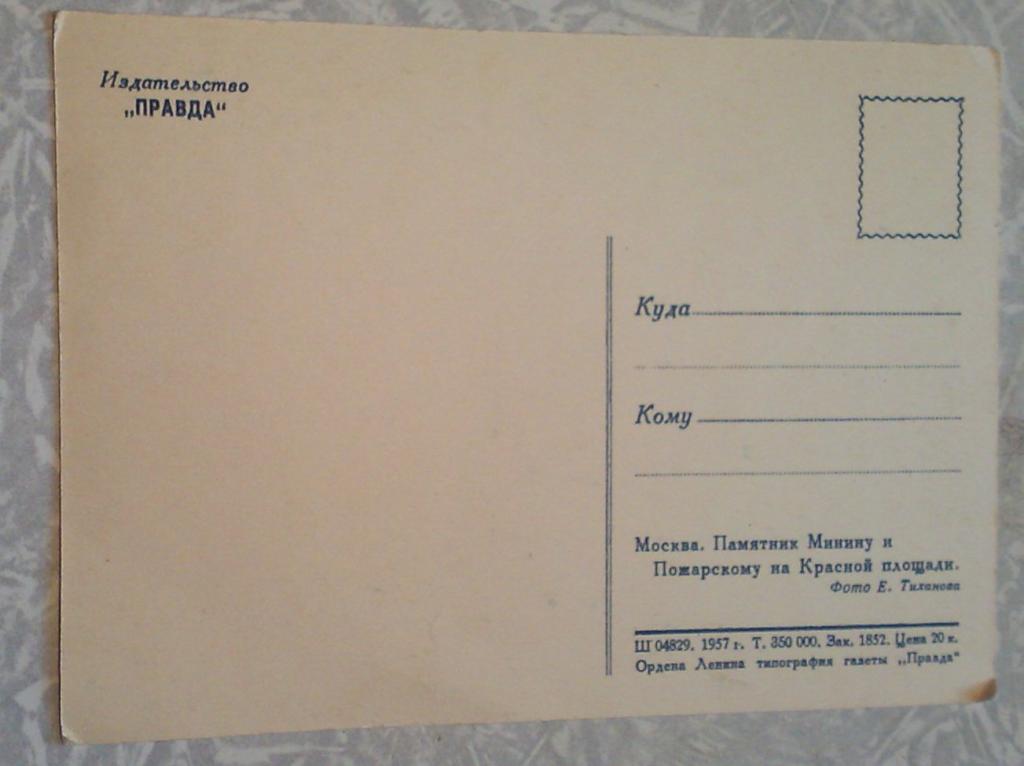 Издательство
„ПРАВДА“
Куда
Кому
Москва. Памятник Минину и
Пожарскому на Красной площади.
Фото Е. Тиханова
Ш 04829. 1957 г. Т. 350 000. Зак. 1852. Цена 20 к.
Ордена Ленина типография газеты „Правда“